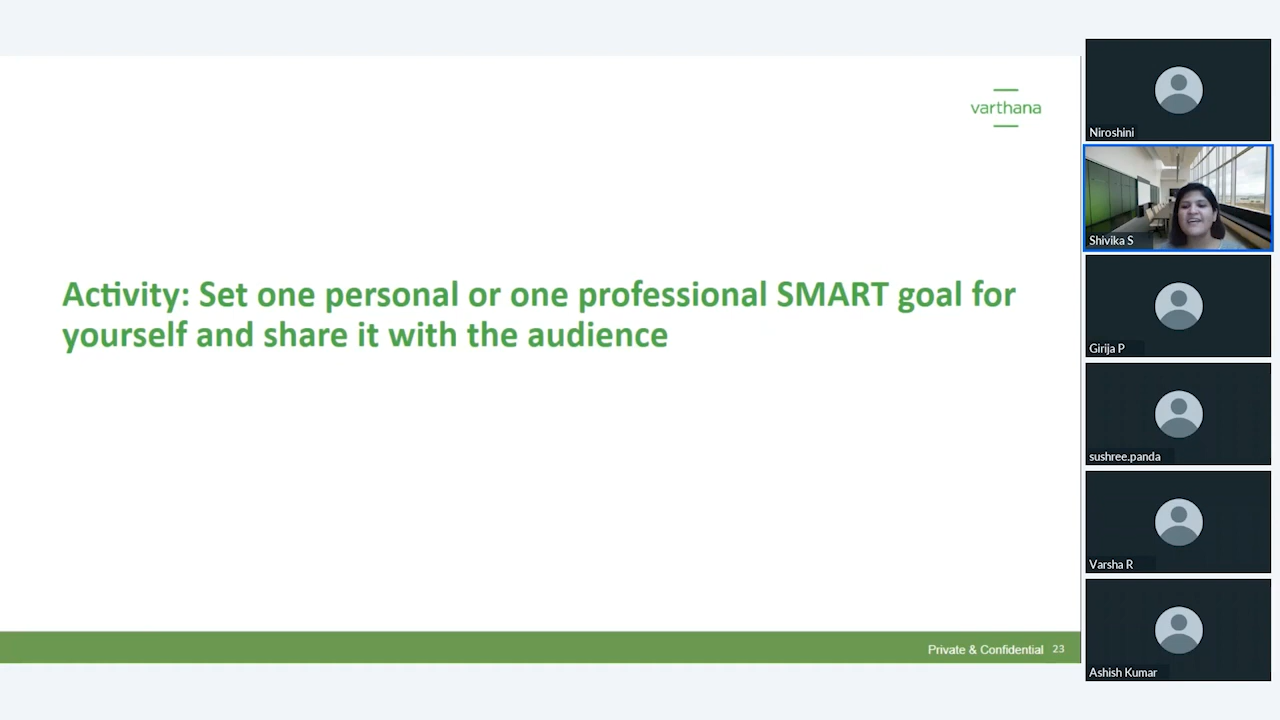 varthana
Activity: Set one personal or one professional SMART goal for
yourself and share it with the audience
Private & Confidential 23
Niroshini
Shivika S
Girija P
sushree.panda
Varsha R
Ashish Kumar